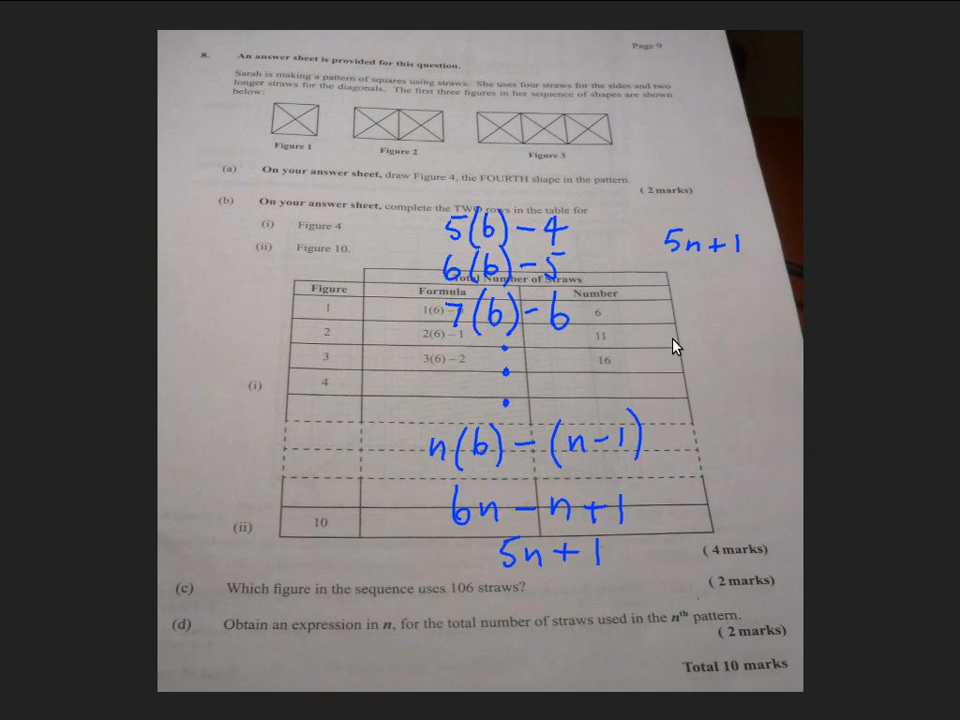 Page 9
8. An answer sheet is provided for this question.
Sarah is making a pattern of squares using straws. She uses four straws for the sides and two
longer straws for the diagonals. The first three figures in her sequence of shapes are shown
below:
Figure 1 Figure 2 Figure 3
(a) On your answer sheet, draw Figure 4, the FOURTH shape in the pattern.
( 2 marks)
(b) On your answer sheet, complete the TWO rows in the table for
(i) Figure 4
5(6) - 4
5n + 1
(ii) Figure 10.
6(6) - 5
Total Number of Straws
Figure Formula Number
1 1(6) – 6
7(6) - 6
2 2(6) – 1 11
3 3(6) – 2 16
(i) 4
n(6) - (n-1)
6n - n + 1
(ii) 10
5n + 1
( 4 marks)
(c) Which figure in the sequence uses 106 straws? ( 2 marks)
(d) Obtain an expression in n, for the total number of straws used in the nth pattern.
( 2 marks)
Total 10 marks